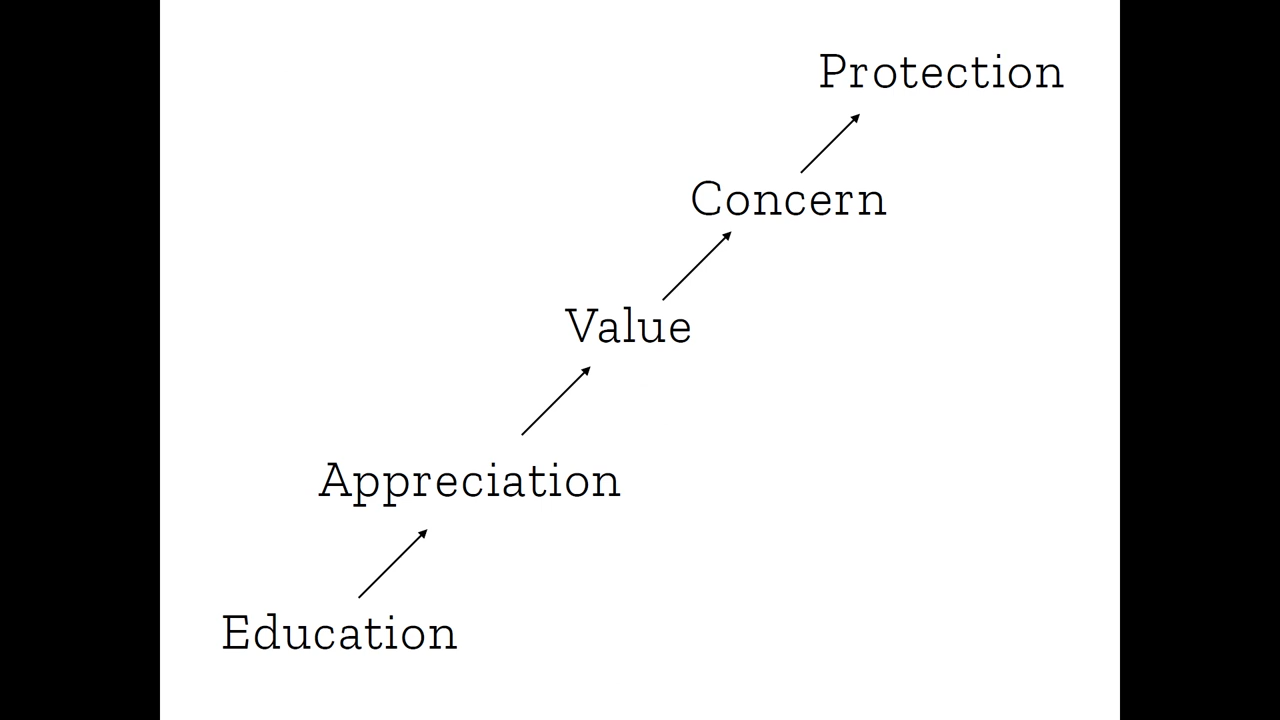 Protection
Concern
Value
Appreciation
Education